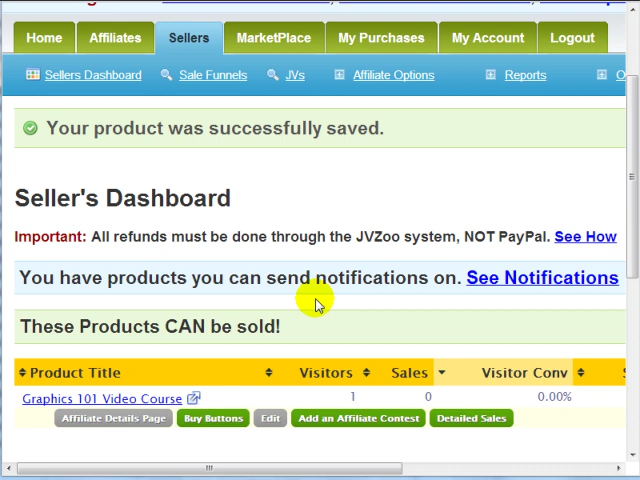 Home Affiliates Sellers MarketPlace My Purchases My Account Logout
Sellers Dashboard Sale Funnels JVs Affiliate Options Reports O
Your product was successfully saved.
Seller's Dashboard
Important: All refunds must be done through the JVZoo system, NOT PayPal. See How
You have products you can send notifications on. See Notifications
These Products CAN be sold!
Product Title Visitors Sales Visitor Conv
Graphics 101 Video Course 1 0 0.00%
Affiliate Details Page Buy Buttons Edit Add an Affiliate Contest Detailed Sales